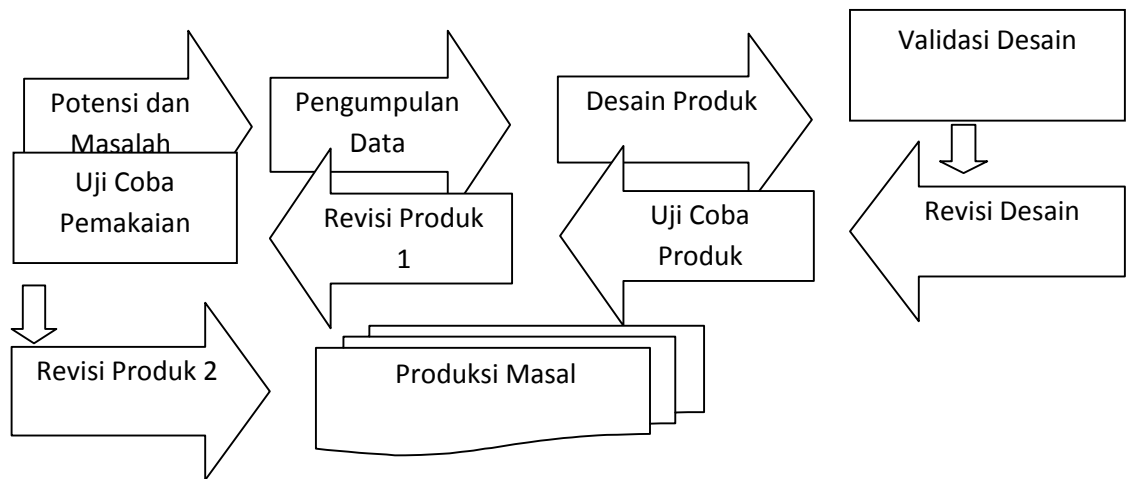 Potensi dan
Masalah
Pengumpulan
Data
Desain Produk
Validasi Desain
Revisi Desain
Uji Coba
Produk
Revisi Produk
1
Uji Coba
Pemakaian
Revisi Produk 2
Produksi Masal